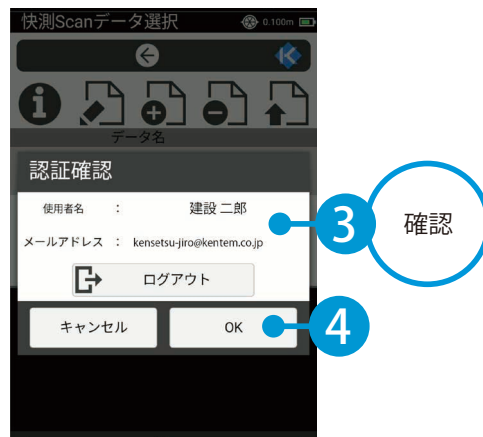 快測Scanデータ選択 0.100m
データ名
認証確認
使用者名 : 建設 二郎
メールアドレス : kensetsu-jiro@kentem.co.jp
ログアウト
キャンセル OK
3 確認
4